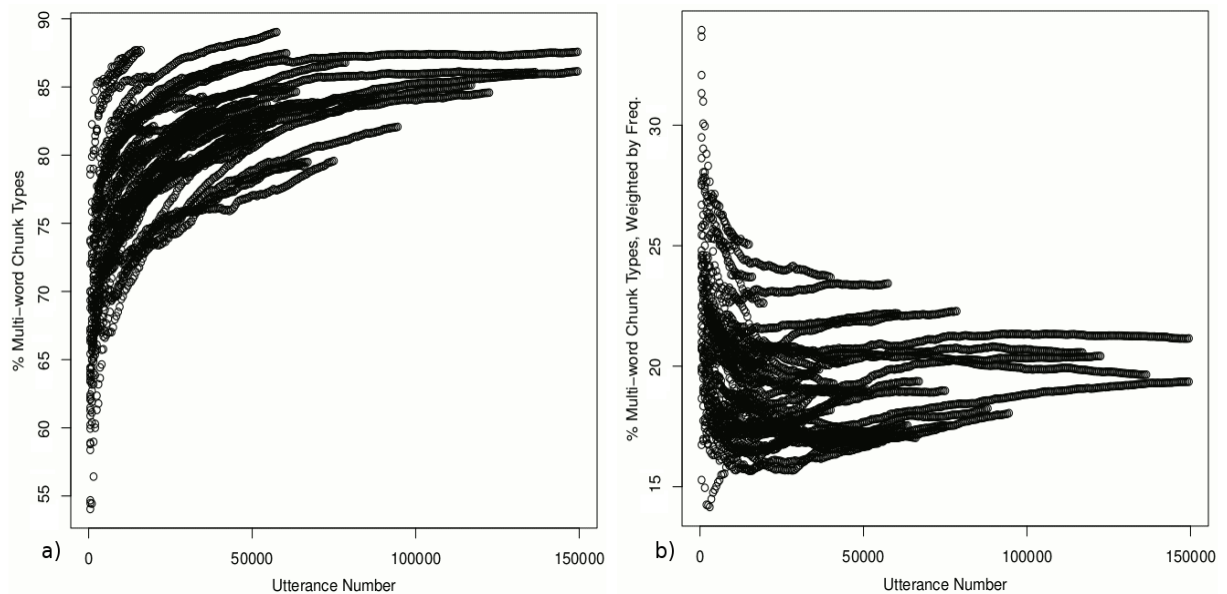 % Multi−word Chunk Types
90
85
80
75
70
65
60
55
0 50000 100000 150000
Utterance Number
a)
% Multi−word Chunk Types, Weighted by Freq.
30
25
20
15
0 50000 100000 150000
Utterance Number
b)